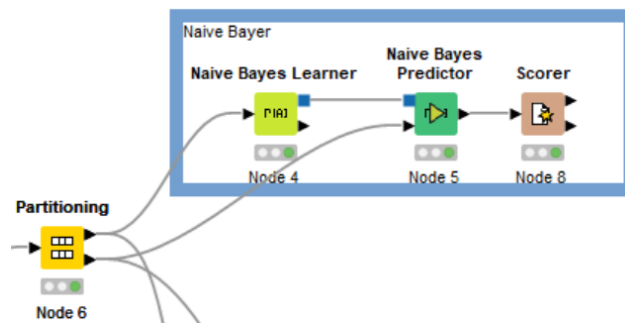 Naive Bayer
Naive Bayes Learner
Naive Bayes
Predictor
Scorer
P(A)
Node 4
Node 5
Node 8
Partitioning
Node 6